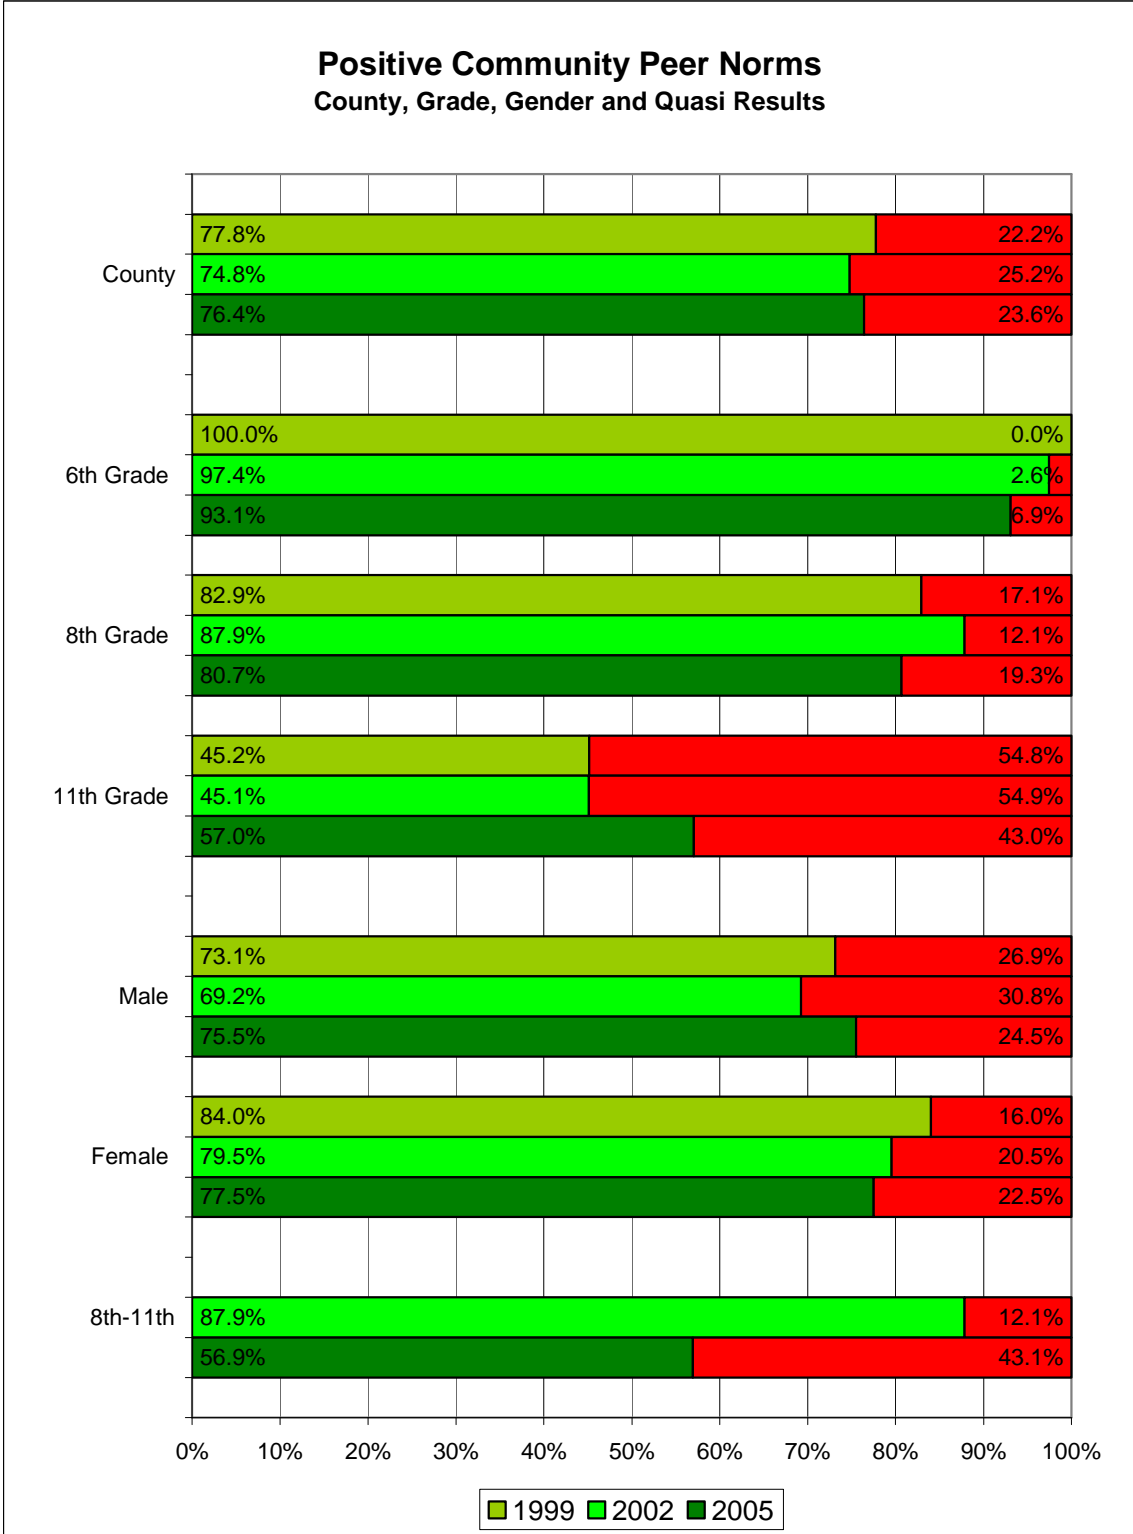 Positive Community Peer Norms
County, Grade, Gender and Quasi Results
77.8% 22.2%
County 74.8% 25.2%
76.4% 23.6%
100.0% 0.0%
6th Grade 97.4% 2.6%
93.1% 6.9%
82.9% 17.1%
8th Grade 87.9% 12.1%
80.7% 19.3%
45.2% 54.8%
11th Grade 45.1% 54.9%
57.0% 43.0%
73.1% 26.9%
Male 69.2% 30.8%
75.5% 24.5%
84.0% 16.0%
Female 79.5% 20.5%
77.5% 22.5%
8th-11th 87.9% 12.1%
56.9% 43.1%
0% 10% 20% 30% 40% 50% 60% 70% 80% 90% 100%
1999 2002 2005